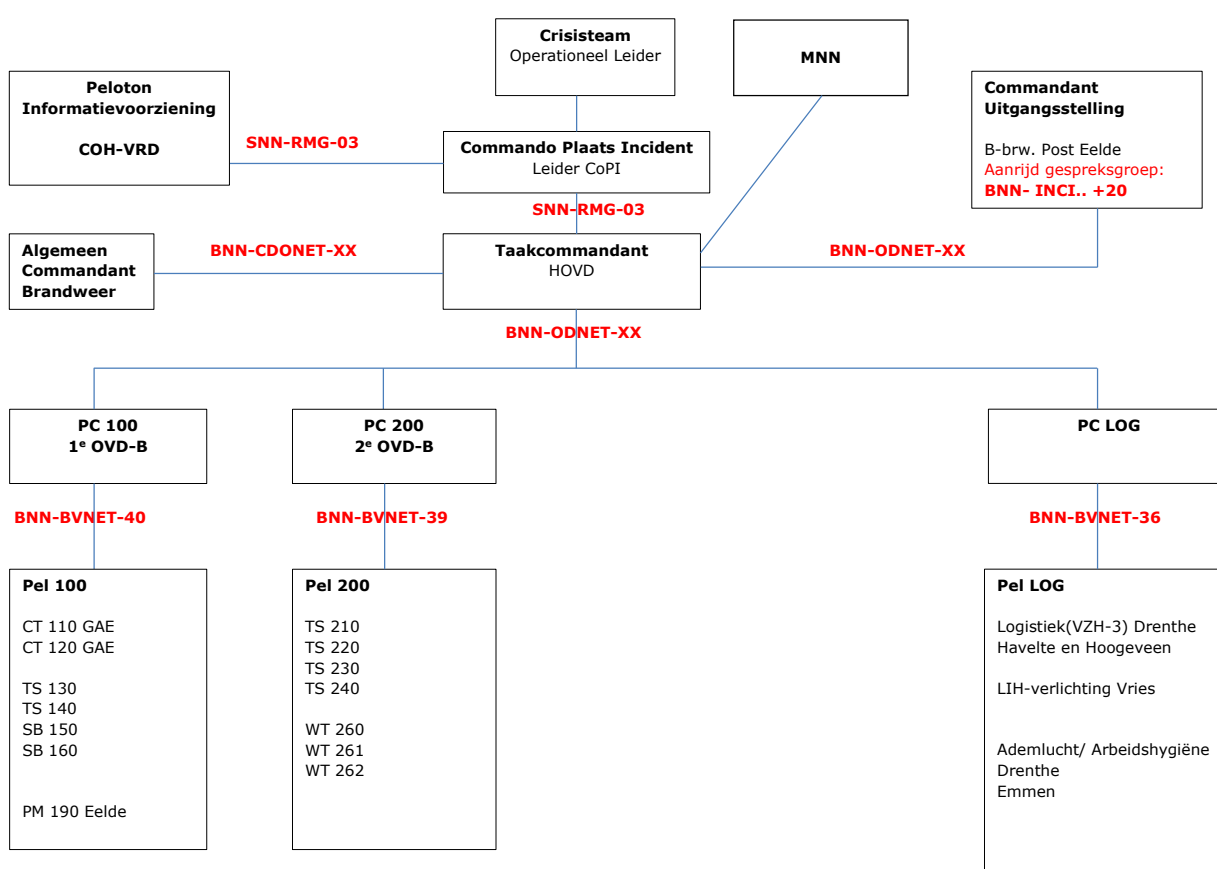 Crisisteam
Operationeel Leider
MNN
Peloton
Informatievoorziening
COH-VRD
SNN-RMG-03
Commando Plaats Incident
Leider CoPI
Commandant
Uitgangsstelling
B-brw. Post Eelde
Aanrijd gespreksgroep:
BNN- INCI.. +20
SNN-RMG-03
Algemeen
Commandant
Brandweer
BNN-CDONET-XX
Taakcommandant
HOVD
BNN-ODNET-XX
BNN-ODNET-XX
PC 100
1e OVD-B
PC 200
2e OVD-B
PC LOG
BNN-BVNET-40
BNN-BVNET-39
BNN-BVNET-36
Pel 100
CT 110 GAE
CT 120 GAE
TS 130
TS 140
SB 150
SB 160
PM 190 Eelde
Pel 200
TS 210
TS 220
TS 230
TS 240
WT 260
WT 261
WT 262
Pel LOG
Logistiek(VZH-3) Drenthe
Havelte en Hoogeveen
LIH-verlichting Vries
Ademlucht/ Arbeidshygiëne
Drenthe
Emmen